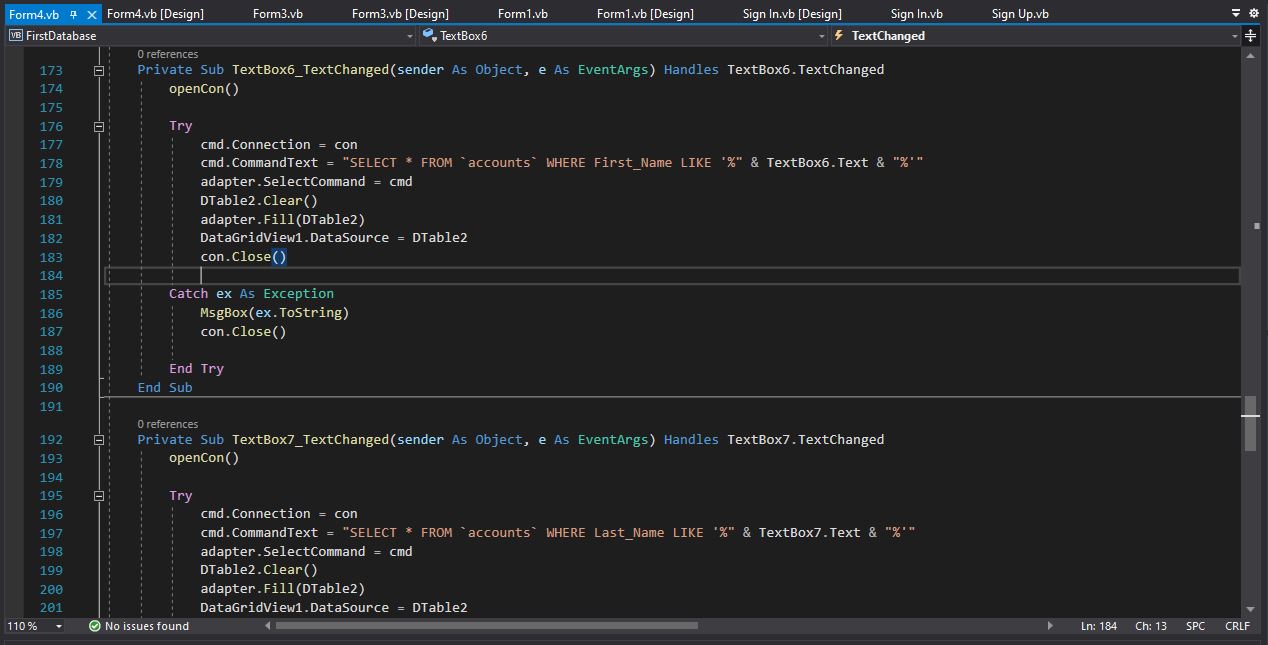 Form4.vb Form4.vb [Design] Form3.vb Form3.vb [Design] Form1.vb Form1.vb [Design] Sign In.vb [Design] Sign In.vb Sign Up.vb
VB FirstDatabase TextBox6 TextChanged
0 references
173 Private Sub TextBox6_TextChanged(sender As Object, e As EventArgs) Handles TextBox6.TextChanged
174 openCon()
175
176 Try
177 cmd.Connection = con
178 cmd.CommandText = "SELECT * FROM `accounts` WHERE First_Name LIKE '%" & TextBox6.Text & "%'"
179 adapter.SelectCommand = cmd
180 DTable2.Clear()
181 adapter.Fill(DTable2)
182 DataGridView1.DataSource = DTable2
183 con.Close()
184
185 Catch ex As Exception
186 MsgBox(ex.ToString)
187 con.Close()
188
189 End Try
190 End Sub
191
0 references
192 Private Sub TextBox7_TextChanged(sender As Object, e As EventArgs) Handles TextBox7.TextChanged
193 openCon()
194
195 Try
196 cmd.Connection = con
197 cmd.CommandText = "SELECT * FROM `accounts` WHERE Last_Name LIKE '%" & TextBox7.Text & "%'"
198 adapter.SelectCommand = cmd
199 DTable2.Clear()
200 adapter.Fill(DTable2)
201 DataGridView1.DataSource = DTable2
110 % No issues found Ln: 184 Ch: 13 SPC CRLF